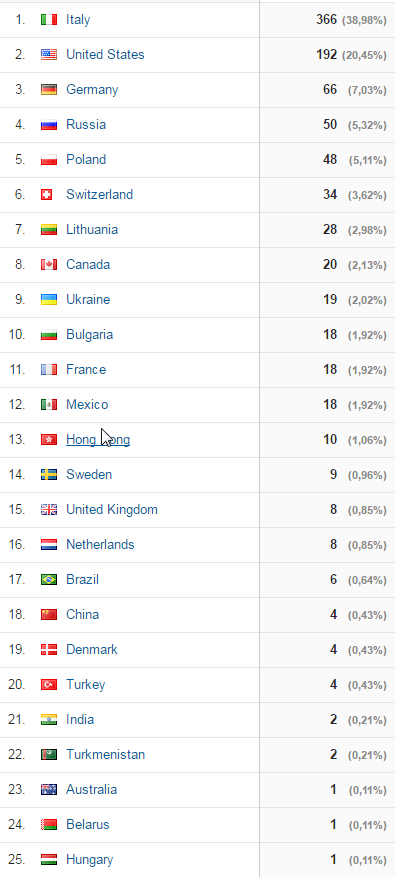 1. Italy 366 (38,98%)
2. United States 192 (20,45%)
3. Germany 66 (7,03%)
4. Russia 50 (5,32%)
5. Poland 48 (5,11%)
6. Switzerland 34 (3,62%)
7. Lithuania 28 (2,98%)
8. Canada 20 (2,13%)
9. Ukraine 19 (2,02%)
10. Bulgaria 18 (1,92%)
11. France 18 (1,92%)
12. Mexico 18 (1,92%)
13. Hong Kong 10 (1,06%)
14. Sweden 9 (0,96%)
15. United Kingdom 8 (0,85%)
16. Netherlands 8 (0,85%)
17. Brazil 6 (0,64%)
18. China 4 (0,43%)
19. Denmark 4 (0,43%)
20. Turkey 4 (0,43%)
21. India 2 (0,21%)
22. Turkmenistan 2 (0,21%)
23. Australia 1 (0,11%)
24. Belarus 1 (0,11%)
25. Hungary 1 (0,11%)